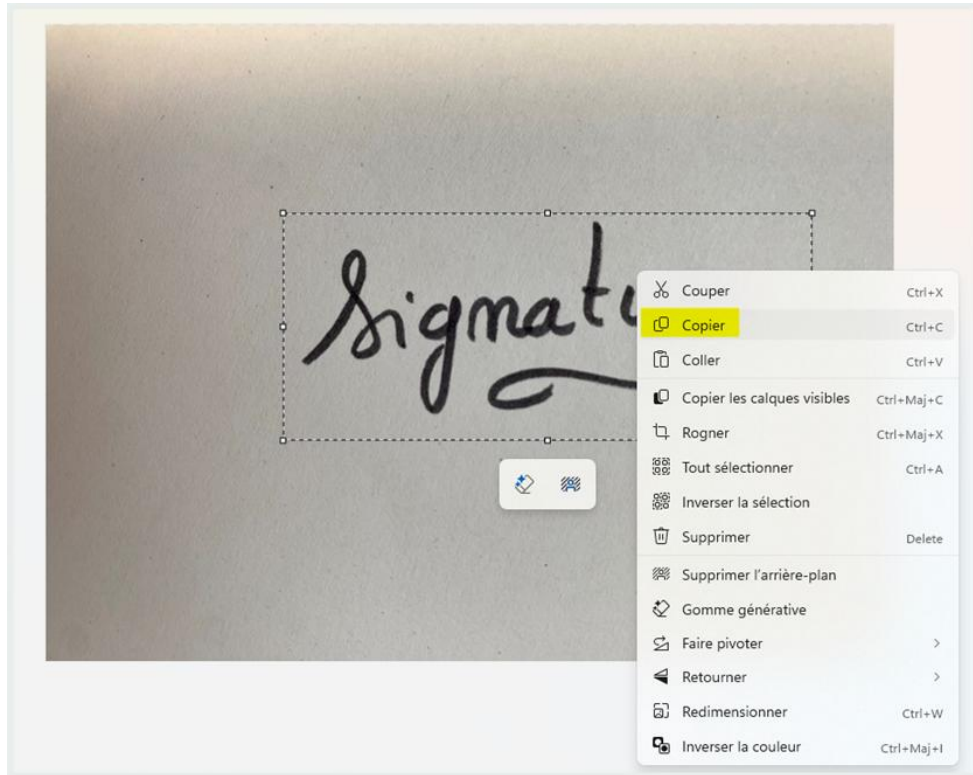 Signatu
Couper Ctrl+X
Copier Ctrl+C
Coller Ctrl+V
Copier les calques visibles Ctrl+Maj+C
Rogner Ctrl+Maj+X
Tout sélectionner Ctrl+A
Inverser la sélection
Supprimer Delete
Supprimer l’arrière-plan
Gomme générative
Faire pivoter
Retourner
Redimensionner Ctrl+W
Inverser la couleur Ctrl+Maj+I